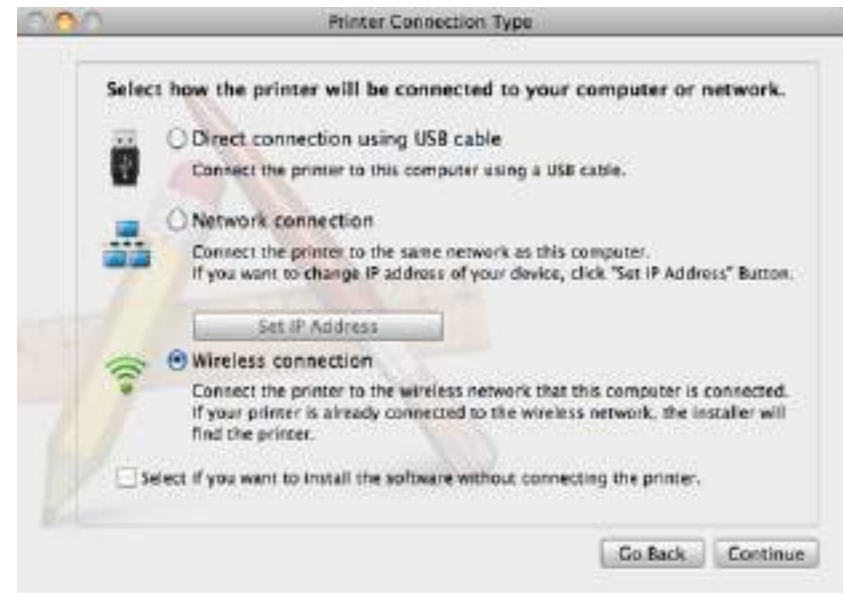 Printer Connection Type
Select how the printer will be connected to your computer or network.
Direct connection using USB cable
Connect the printer to this computer using a USB cable.
Network connection
Connect the printer to the same network as this computer.
If you want to change IP address of your device, click "Set IP Address" Button.
Set IP Address
Wireless connection
Connect the printer to the wireless network that this computer is connected.
If your printer is already connected to the wireless network, the installer will
find the printer.
Select if you want to install the software without connecting the printer.
Go Back
Continue